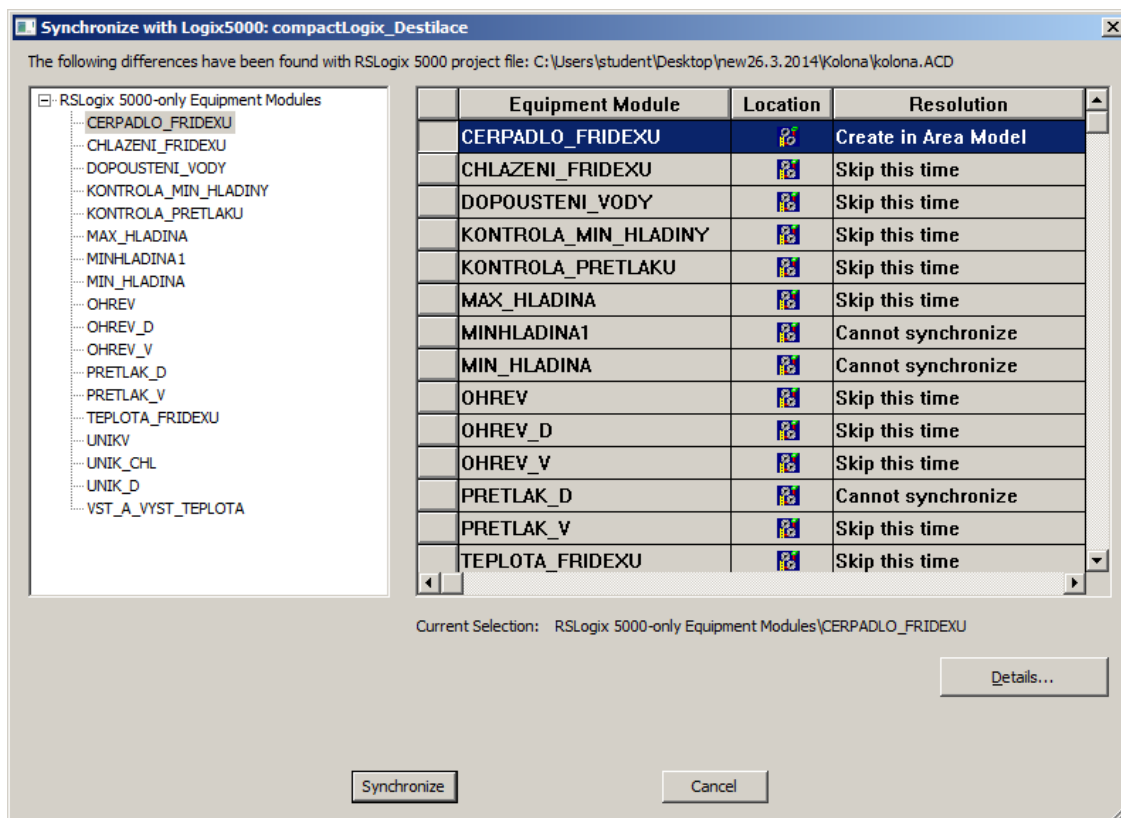 Synchronize with Logix5000: compactLogix_Destilace
The following differences have been found with RSLogix 5000 project file: C:\Users\student\Desktop\new26.3.2014\Kolona\kolona.ACD
RSLogix 5000-only Equipment Modules
CERPADLO_FRIDEXU
CHLAZENI_FRIDEXU
DOPOUSTENI_VODY
KONTROLA_MIN_HLADINY
KONTROLA_PRETLAKU
MAX_HLADINA
MINHLADINA1
MIN_HLADINA
OHREV
OHREV_D
OHREV_V
PRETLAK_D
PRETLAK_V
TEPLOTA_FRIDEXU
UNIKV
UNIK_CHL
UNIK_D
VST_A_VYST_TEPLOTA
Equipment Module Location Resolution
CERPADLO_FRIDEXU Create in Area Model
CHLAZENI_FRIDEXU Skip this time
DOPOUSTENI_VODY Skip this time
KONTROLA_MIN_HLADINY Skip this time
KONTROLA_PRETLAKU Skip this time
MAX_HLADINA Skip this time
MINHLADINA1 Cannot synchronize
MIN_HLADINA Cannot synchronize
OHREV Skip this time
OHREV_D Skip this time
OHREV_V Skip this time
PRETLAK_D Cannot synchronize
PRETLAK_V Skip this time
TEPLOTA_FRIDEXU Skip this time
Current Selection: RSLogix 5000-only Equipment Modules\CERPADLO_FRIDEXU
Details...
Synchronize Cancel